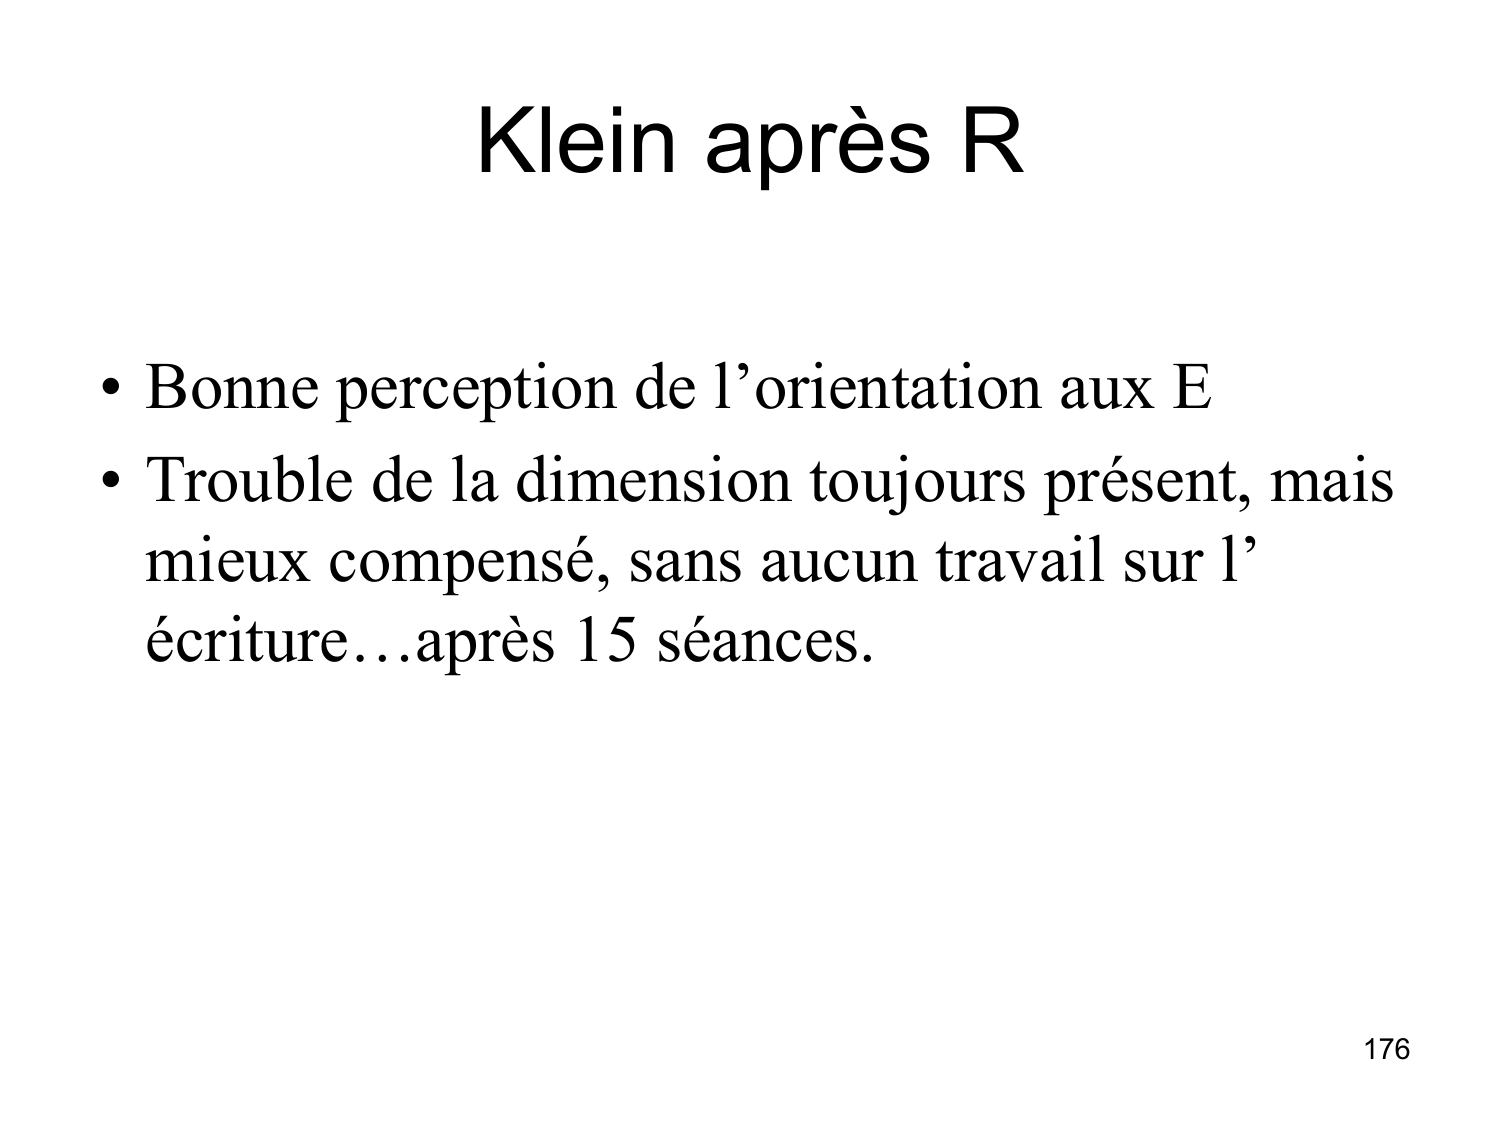 Klein après R
• Bonne perception de l’orientation aux E
• Trouble de la dimension toujours présent, mais
mieux compensé, sans aucun travail sur l’
écriture…après 15 séances.
176